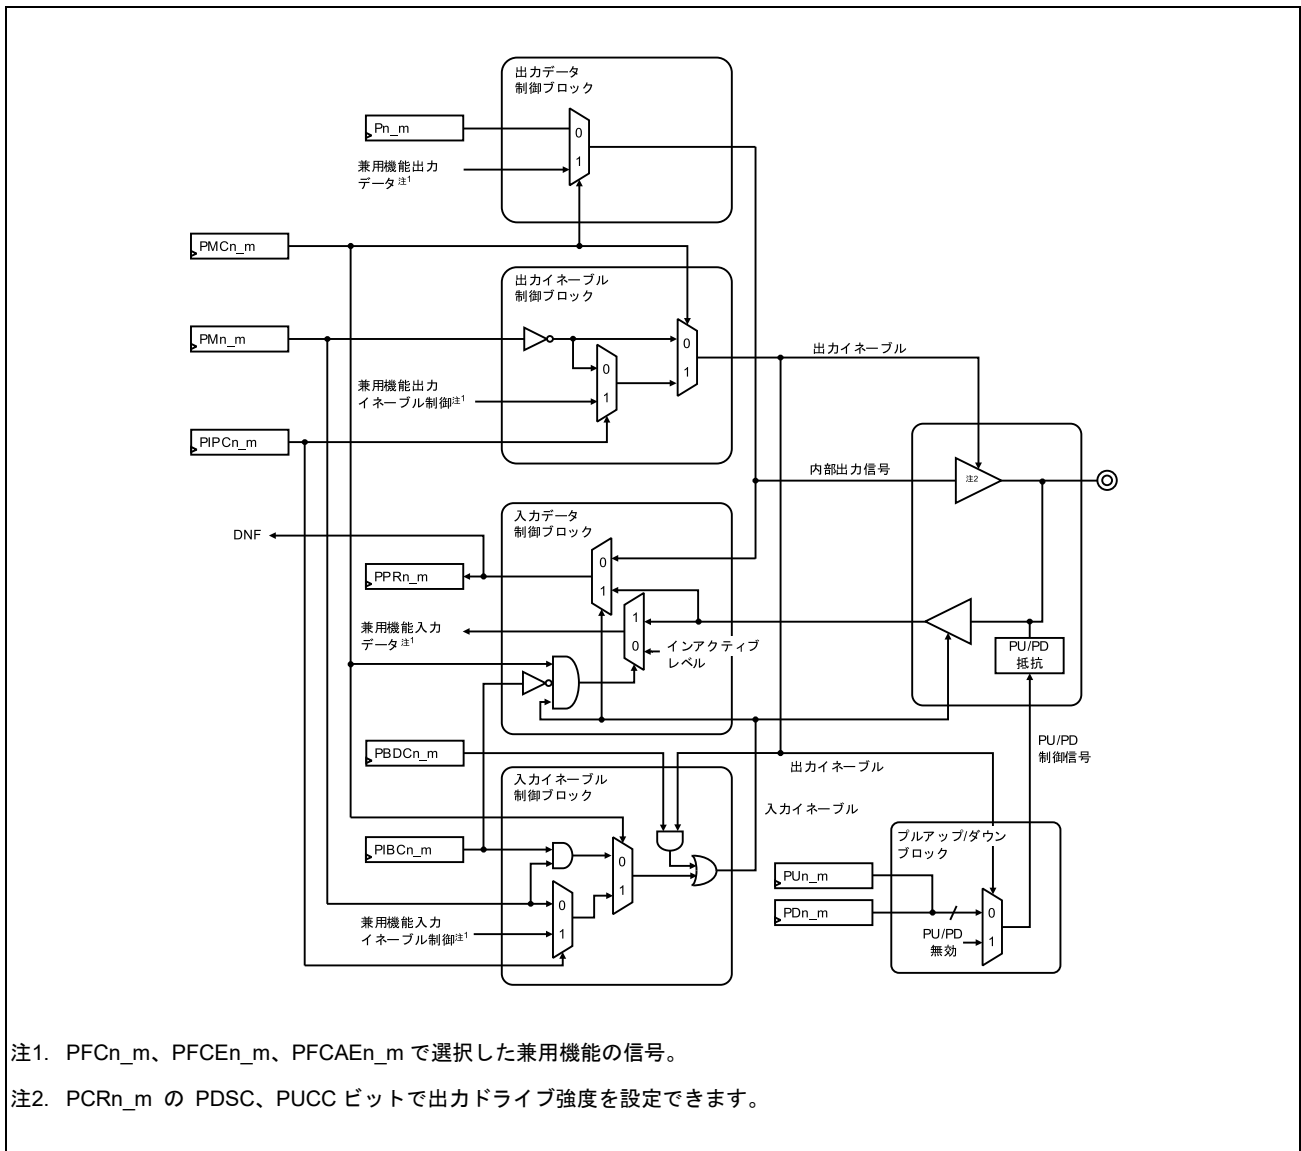 出力データ
制御ブロック
Pn_m
0
1
兼用機能出力
データ注1
PMCn_m
出力イネーブル
制御ブロック
PMn_m
0
1
出力イネーブル
0
1
兼用機能出力
イネーブル制御注1
PIPCn_m
内部出力信号
注2
入力データ
制御ブロック
DNF
0
1
PPRn_m
1
0
兼用機能入力
データ注1
インアクティブ
レベル
PU/PD
抵抗
PBDCn_m
PU/PD
制御信号
出力イネーブル
入力イネーブル
制御ブロック
入力イネーブル
PIBCn_m
0
1
プルアップ/ダウン
ブロック
PUn_m
0
1
兼用機能入力
イネーブル制御注1
PDn_m
0
1
PU/PD
無効
注1. PFCn_m、PFCEn_m、PFCAEn_m で選択した兼用機能の信号。
注2. PCRn_m の PDSC、PUCC ビットで出力ドライブ強度を設定できます。